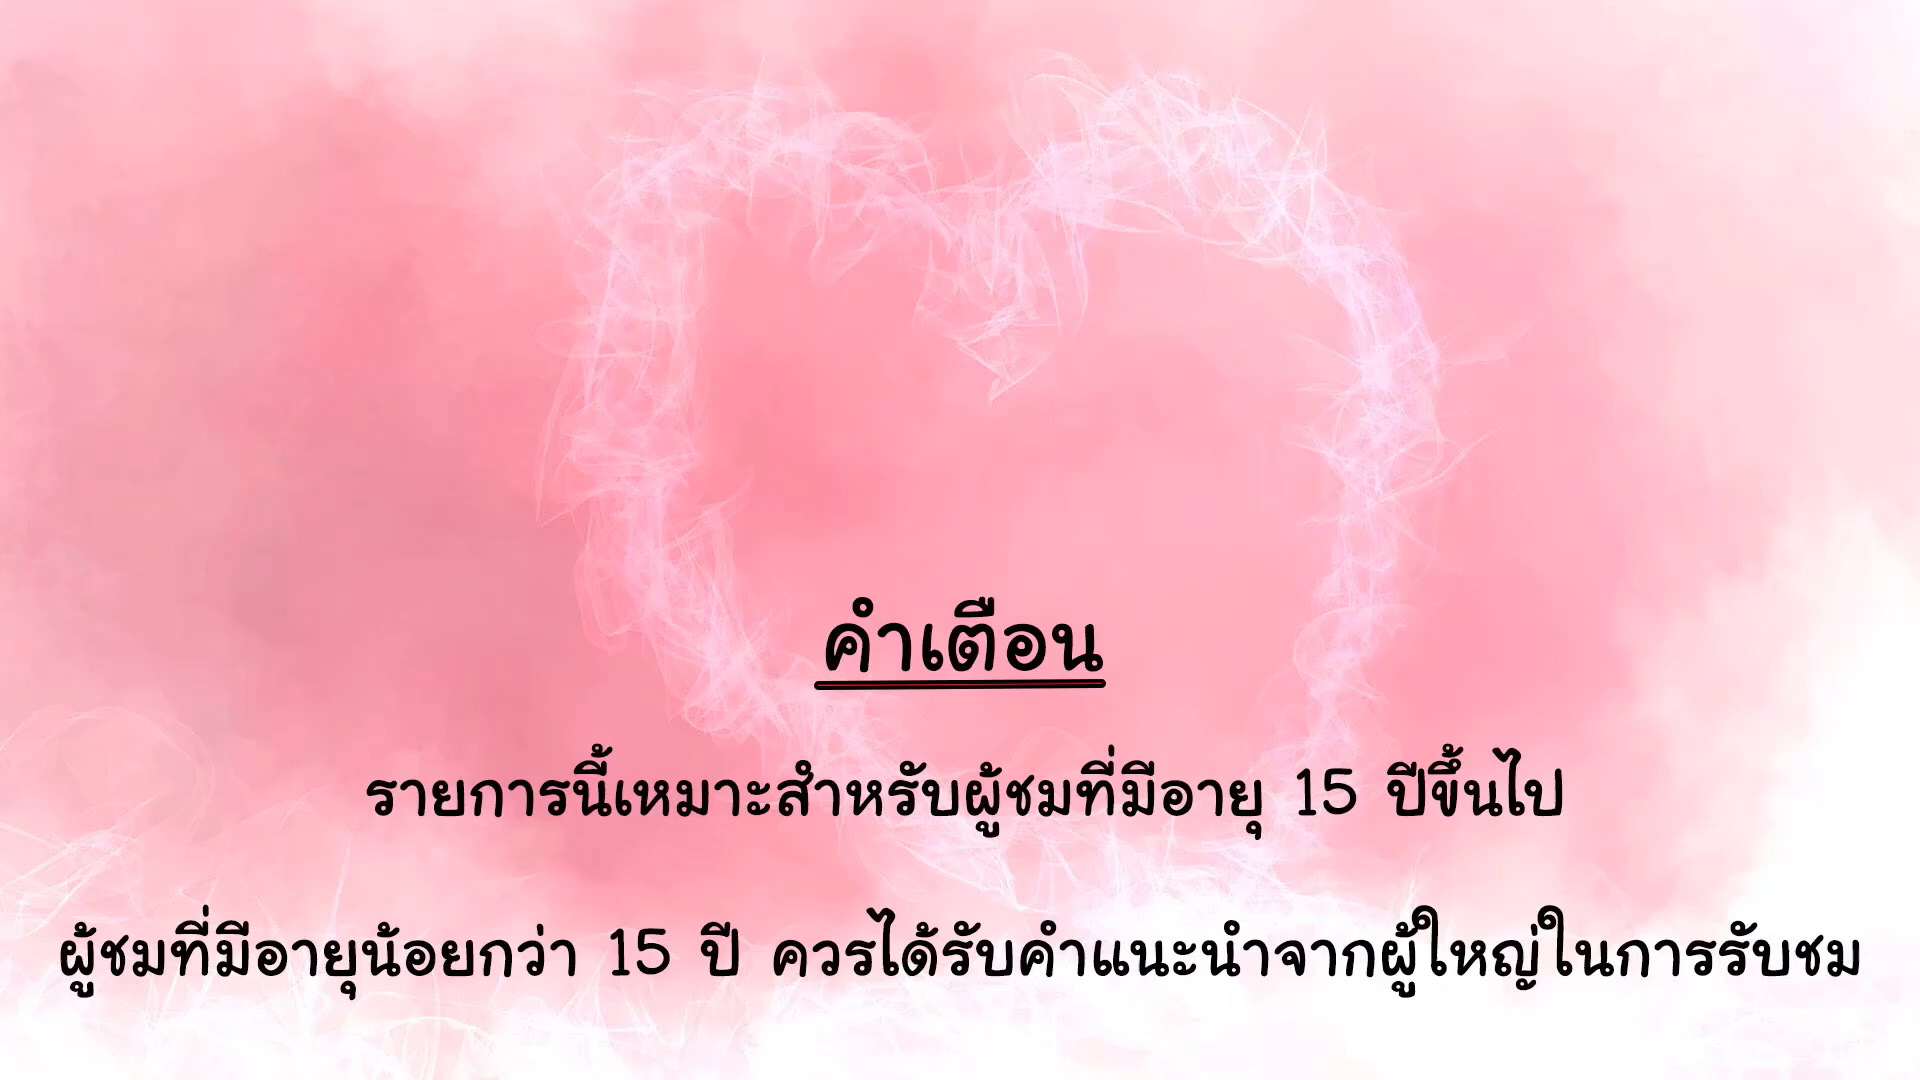 คำเตือน
รายการนี้เหมาะสำหรับผู้ชมที่มีอายุ 15 ปีขึ้นไป
ผู้ชมที่มีอายุน้อยกว่า 15 ปี ควรได้รับคำแนะนำจากผู้ใหญ่ในการรับชม